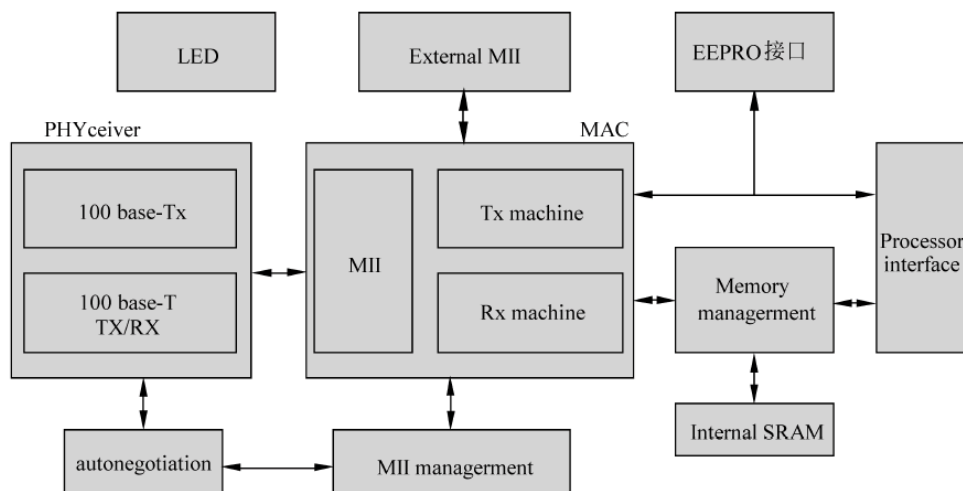 LED
External MII
EEPRO接口
PHYceiver
MAC
100 base-Tx
100 base-T
TX/RX
MII
Tx machine
Rx machine
Memory
managerment
Processor
interface
Internal SRAM
autonegotiation
MII managerment